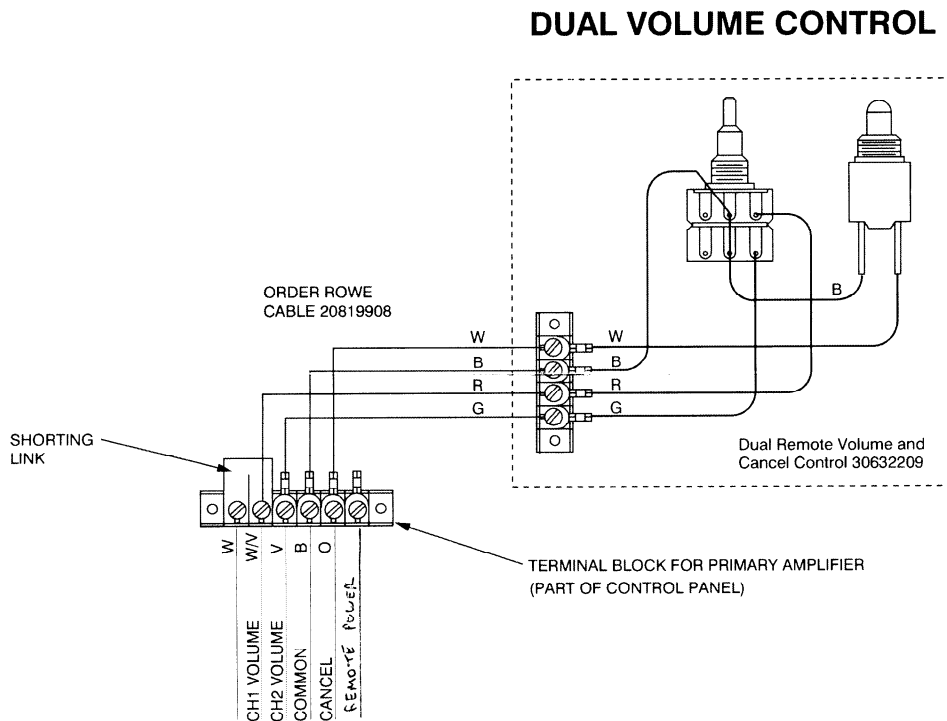 DUAL VOLUME CONTROL
ORDER ROWE
CABLE 20819908
B
W
B
R
G
W
B
R
G
SHORTING
LINK
Dual Remote Volume and
Cancel Control 30632209
W
W/V
V
B
O
TERMINAL BLOCK FOR PRIMARY AMPLIFIER
(PART OF CONTROL PANEL)
CH1 VOLUME
CH2 VOLUME
COMMON
CANCEL
REMOTE POWER